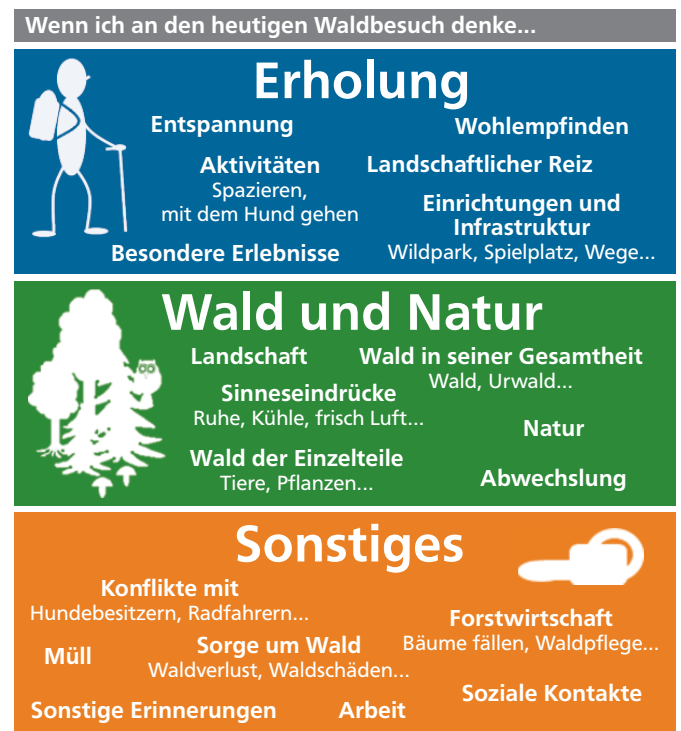 Wenn ich an den heutigen Waldbesuch denke...
Erholung
Entspannung
Wohlempfinden
Aktivitäten
Spazieren,
mit dem Hund gehen
Landschaftlicher Reiz
Einrichtungen und
Infrastruktur
Wildpark, Spielplatz, Wege...
Besondere Erlebnisse
Wald und Natur
Landschaft
Wald in seiner Gesamtheit
Wald, Urwald...
Sinneseindrücke
Ruhe, Kühle, frisch Luft...
Natur
Wald der Einzelteile
Tiere, Pflanzen...
Abwechslung
Sonstiges
Konflikte mit
Hundebesitzern, Radfahrern...
Forstwirtschaft
Bäume fällen, Waldpflege...
Müll
Sorge um Wald
Waldverlust, Waldschäden...
Soziale Kontakte
Sonstige Erinnerungen
Arbeit